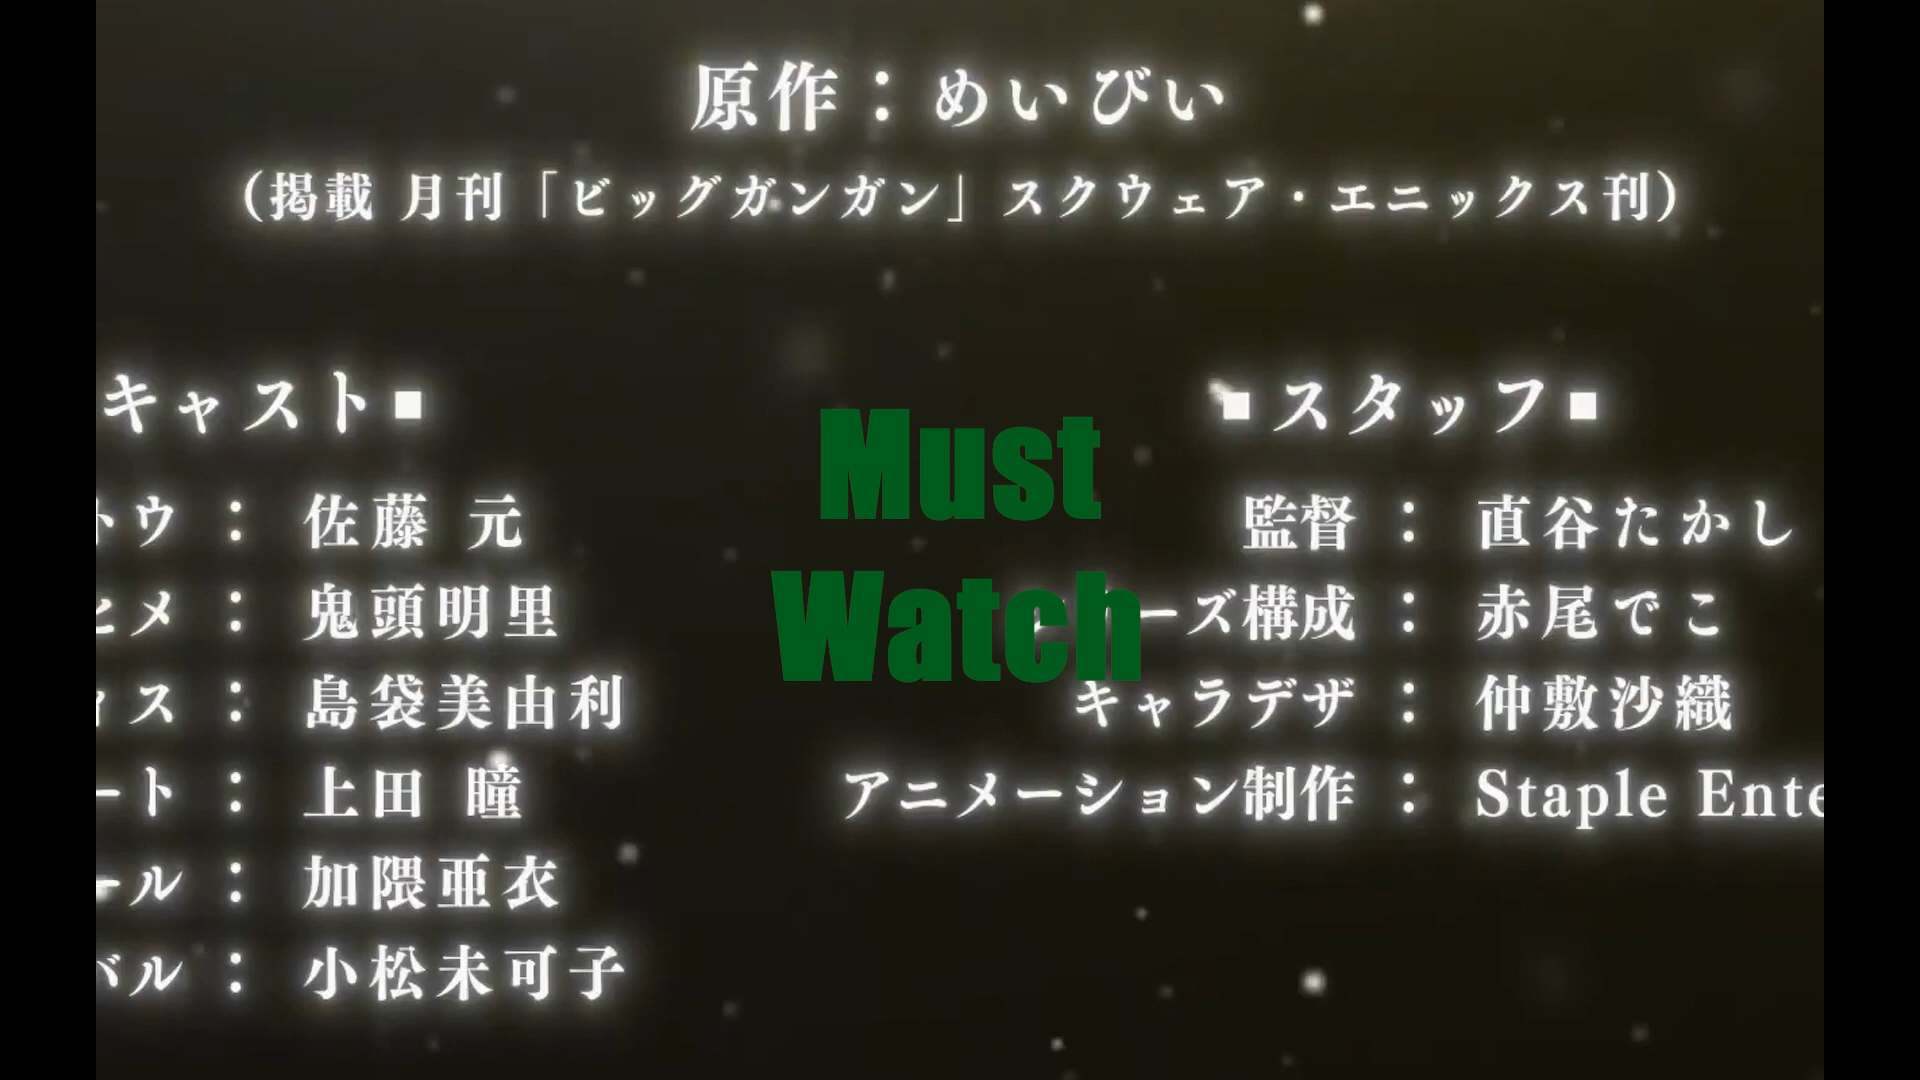 原作：めいびい
（掲載 月刊「ビッグガンガン」スクウェア・エニックス刊）
キャスト■
トウ ： 佐藤 元
ヒメ ： 鬼頭明里
ィス ： 島袋美由利
ート ： 上田 瞳
ール ： 加隈亜衣
バル ： 小松未可子
Must
Watch
■スタッフ■
監督 ： 直谷たかし
ーズ構成 ： 赤尾でこ
キャラデザ ： 仲敷沙織
アニメーション制作 ： Staple Ente